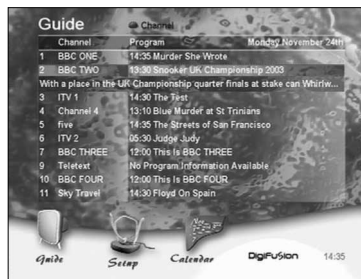 Guide Channel
Channel Program Monday November 24th
1 BBC ONE 14:35 Murder She Wrote
2 BBC TWO 13:30 Snooker UK Championship 2003
With a place in the UK Championship quarter finals at stake can Whirlw...
3 ITV 1 14:30 The Test
4 Channel 4 13:10 Blue Murder at St Trinians
5 five 14:35 The Streets of San Francisco
6 ITV 2 05:30 Judge Judy
7 BBC THREE 12:00 This Is BBC THREE
9 Teletext No Program Information Available
10 BBC FOUR 12:00 This Is BBC FOUR
11 Sky Travel 14:30 Floyd On Spain
Guide Setup Calendar DigiFusion 14:35